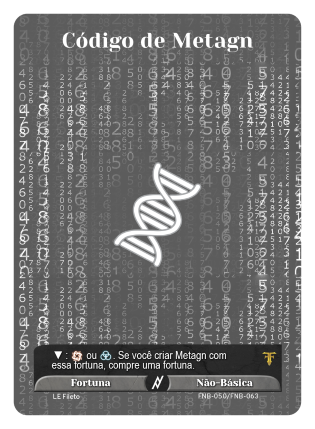 Código de Metagn
▼ : ou . Se você criar Metagn com
essa fortuna, compre uma fortuna.
Fortuna
Não-Básica
LE Fileto
FNB-050/FNB-063